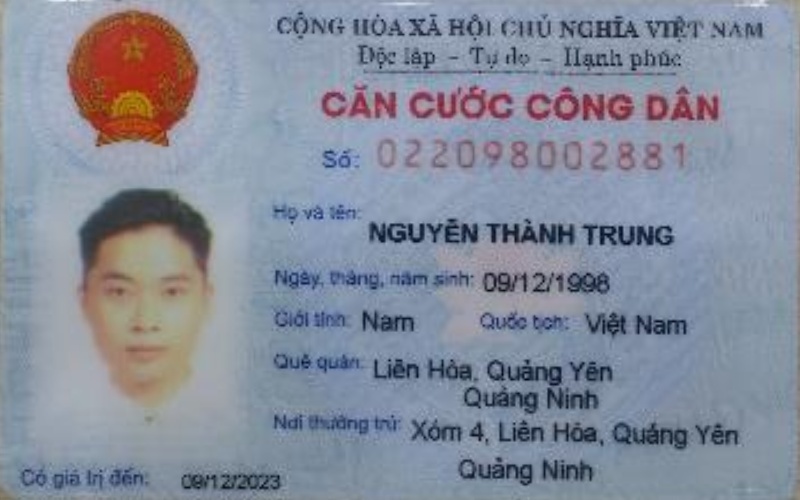 CỘNG HÒA XÃ HỘI CHỦ NGHĨA VIỆT NAM
Độc lập - Tự do - Hạnh phúc
CĂN CƯỚC CÔNG DÂN
Số: 022098002881
Họ và tên:
NGUYỄN THÀNH TRUNG
Ngày, tháng, năm sinh: 09/12/1998
Giới tính: Nam Quốc tịch: Việt Nam
Quê quán: Liên Hòa, Quảng Yên
Quảng Ninh
Nơi thường trú: Xóm 4, Liên Hòa, Quảng Yên
Quảng Ninh
Có giá trị đến: 09/12/2023